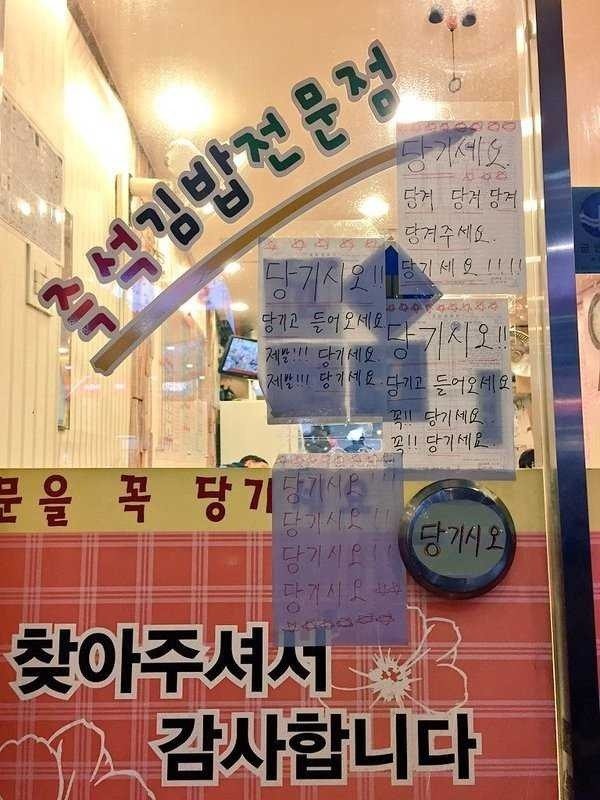 즉석김밥전문점
당기세요.
당겨 당겨 당겨
당겨주세요.
당기세요!!!!
당기시오!!
당기고 들어오세요
제발!!! 당기세요.
제발!!! 당기세요.
당기시오!!
당기고 들어오세요
꼭!! 당기세요.
꼭!! 당기세요.
당기시오!!
당기시오!!
당기시오!!
당기시오
당기시오
문을 꼭 당기
찾아주셔서
감사합니다